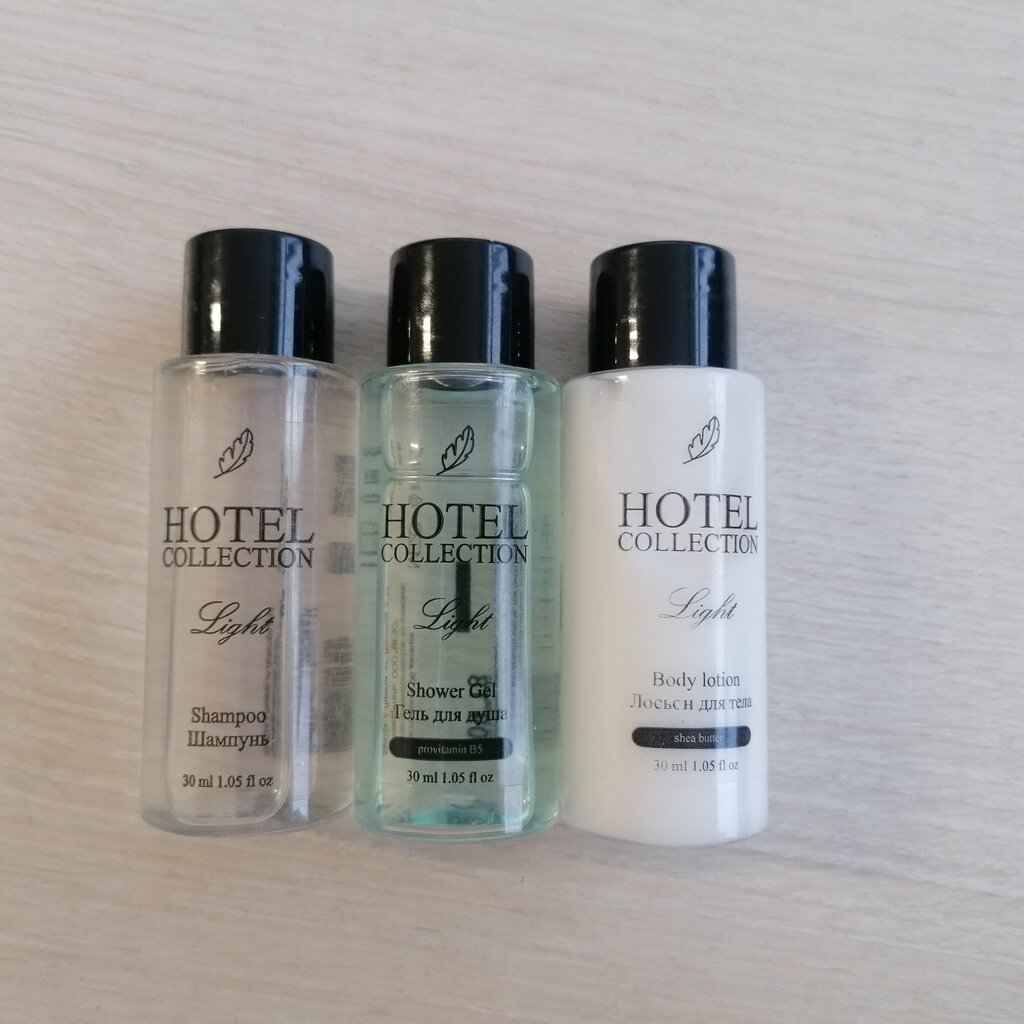 HOTEL
COLLECTION
Light
Shampoo
Шампунь
30 ml 1.05 fl oz
HOTEL
COLLECTION
Light
Shower Gel
Гель для душа
provitamin B5
30 ml 1.05 fl oz
HOTEL
COLLECTION
Light
Body lotion
Лосьон для тела
shea butter
30 ml 1.05 fl oz